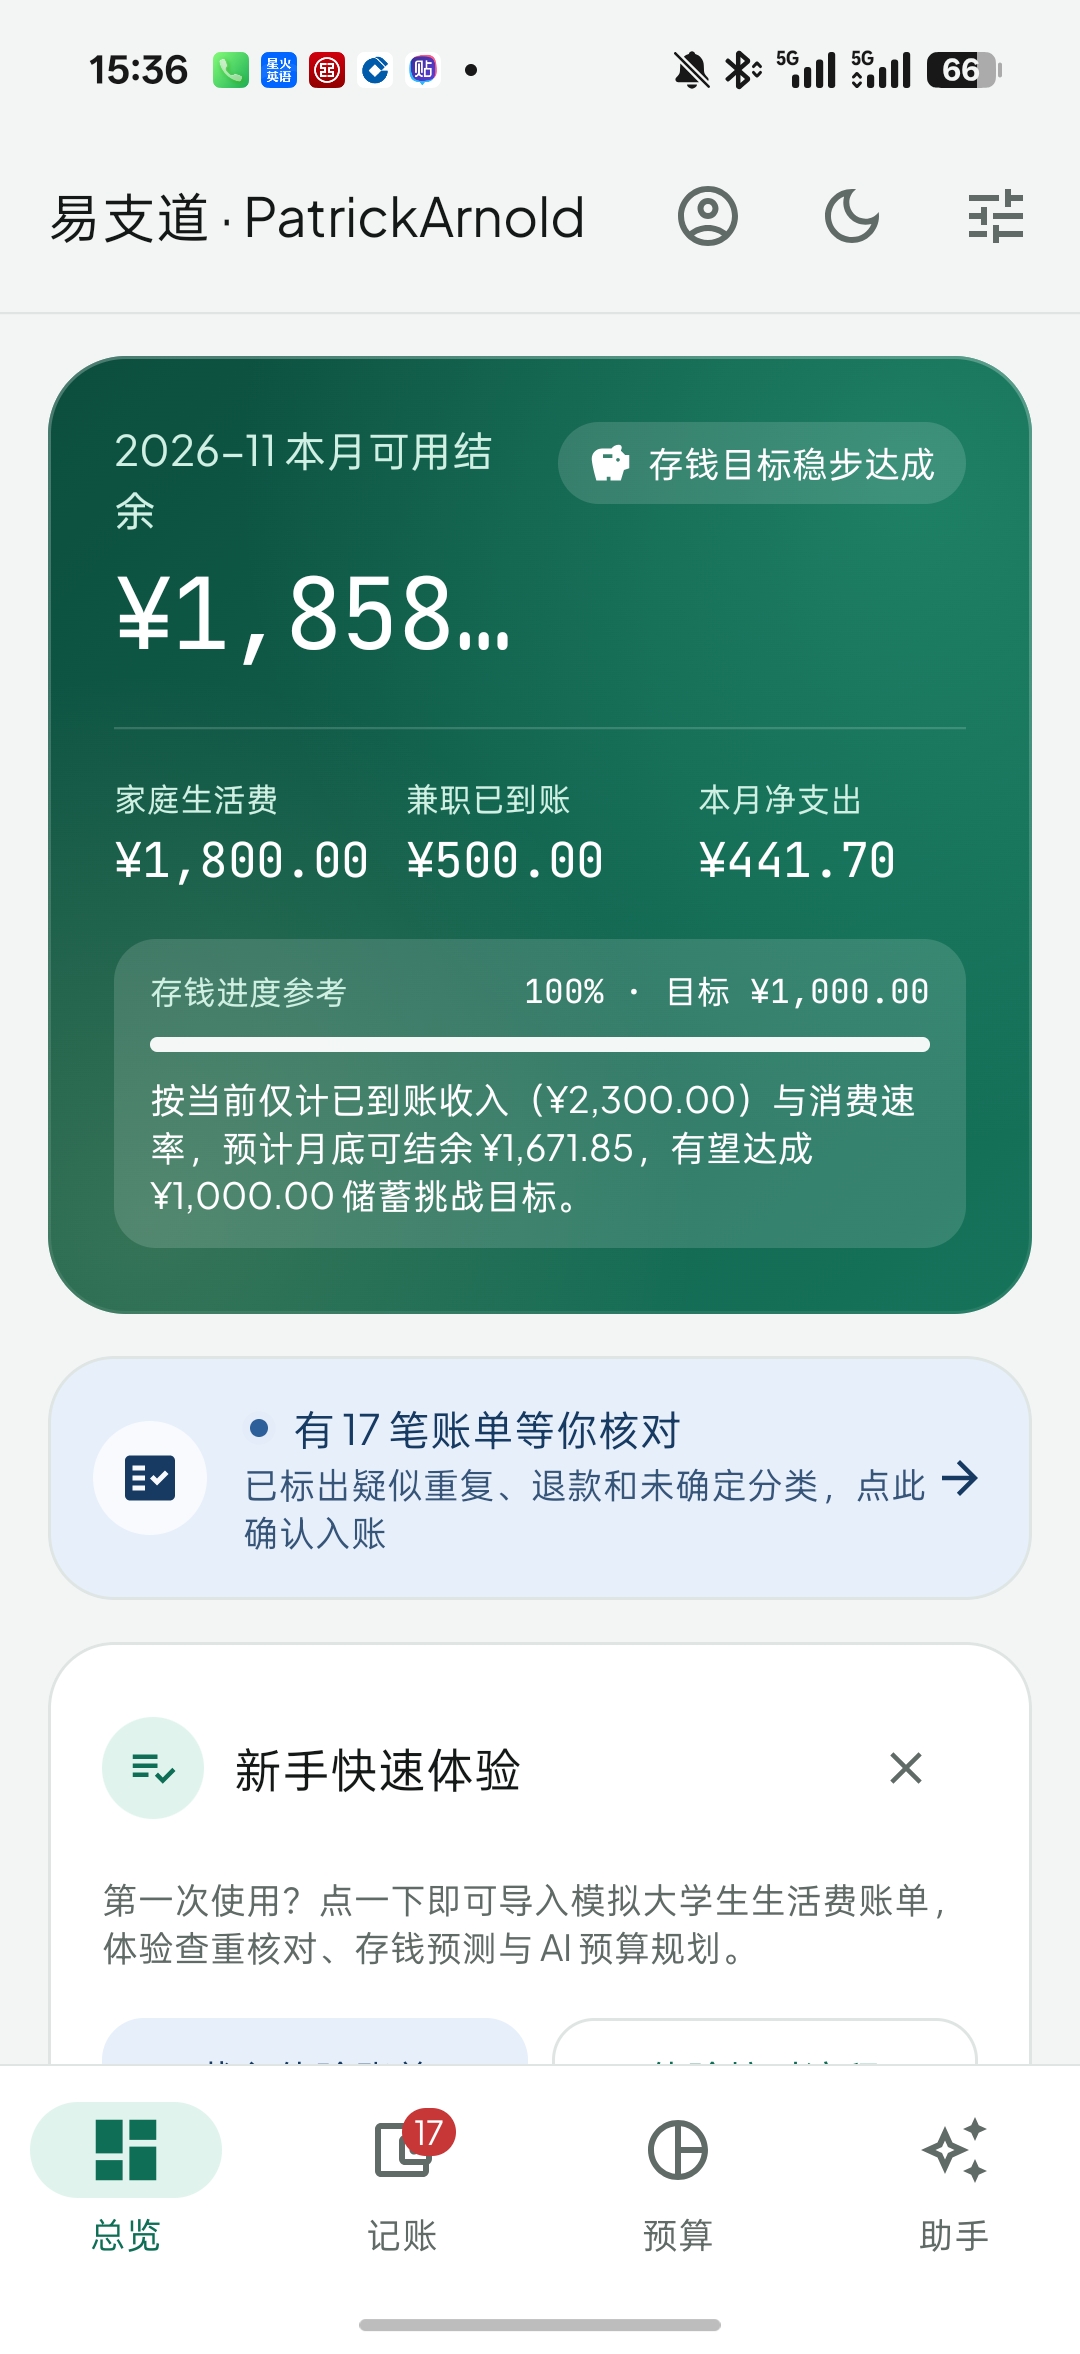 15:36
星火
英语
贴
5G
5G
66
易支道 · PatrickArnold
2026-11 本月可用结
余
存钱目标稳步达成
¥1,858...
家庭生活费
兼职已到账
本月净支出
¥1,800.00
¥500.00
¥441.70
存钱进度参考
100% · 目标 ¥1,000.00
按当前仅计已到账收入（¥2,300.00）与消费速
率，预计月底可结余 ¥1,671.85，有望达成
¥1,000.00 储蓄挑战目标。
有 17 笔账单等你核对
已标出疑似重复、退款和未确定分类，点此
确认入账
新手快速体验
第一次使用？点一下即可导入模拟大学生生活费账单，
体验查重核对、存钱预测与 AI 预算规划。
17
总览
记账
预算
助手